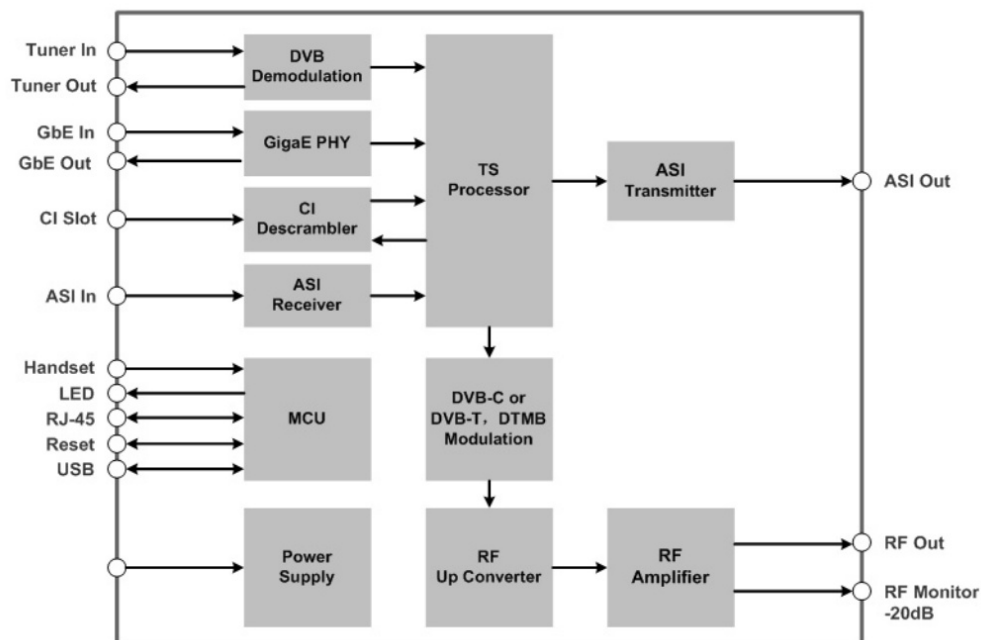 Tuner In
Tuner Out
GbE In
GbE Out
CI Slot
ASI In
Handset
LED
RJ-45
Reset
USB
DVB
Demodulation
GigaE PHY
CI
Descrambler
ASI
Receiver
MCU
Power
Supply
TS
Processor
DVB-C or
DVB-T，DTMB
Modulation
RF
Up Converter
ASI
Transmitter
RF
Amplifier
ASI Out
RF Out
RF Monitor
-20dB